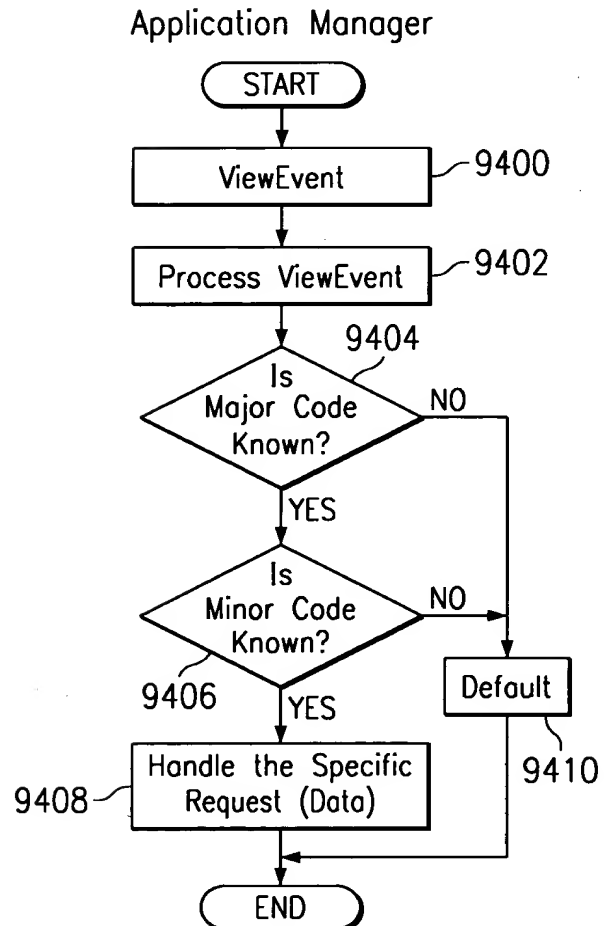 Application Manager
START
ViewEvent
9400
Process ViewEvent
9402
9404
Is
Major Code
Known?
NO
YES
Is
Minor Code
Known?
NO
9406
YES
Default
9410
Handle the Specific
Request (Data)
9408
END